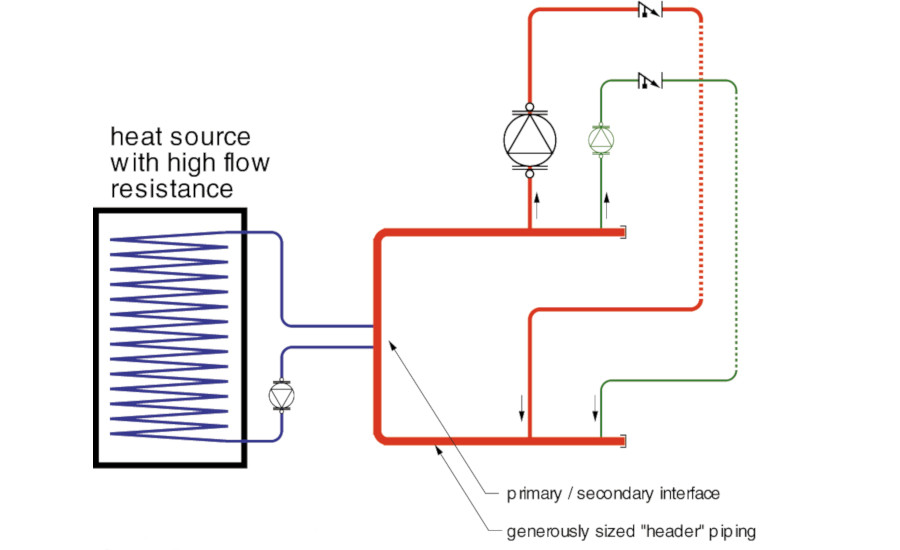 heat source
with high flow
resistance
primary / secondary interface
generously sized "header" piping